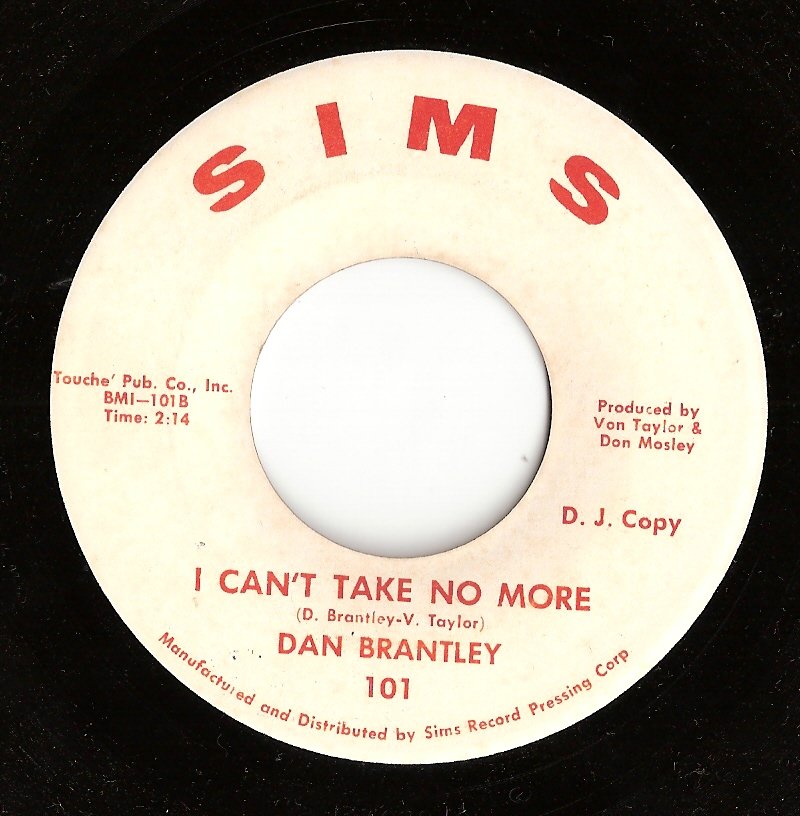 SIMS
Touche' Pub. Co., Inc.
BMI—101B
Time: 2:14
Produced by
Von Taylor &
Don Mosley
D. J. Copy
I CAN'T TAKE NO MORE
(D. Brantley-V. Taylor)
DAN BRANTLEY
101
Manufactured and Distributed by Sims Record Pressing Corp